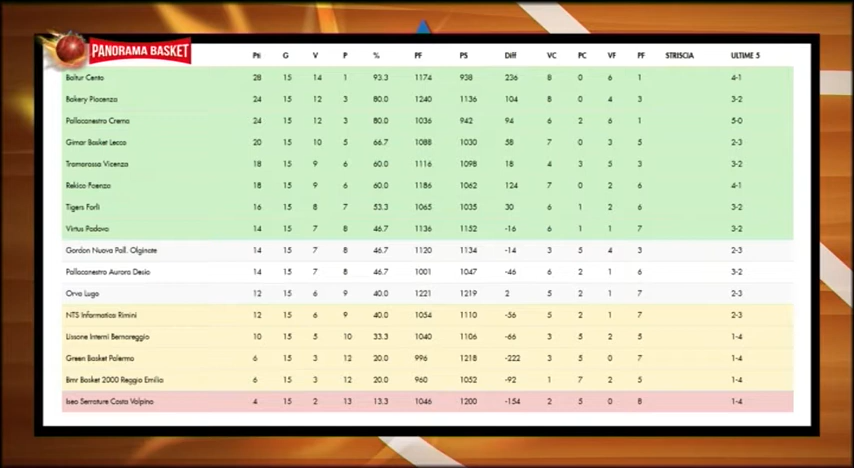 PANORAMA BASKET
Pti G V P % PF PS Diff VC PC VF PF STRISCIA ULTIME 5
Baltur Cento 28 15 14 1 93.3 1174 938 236 8 0 6 1 4-1
Bakery Piacenza 24 15 12 3 80.0 1240 1136 104 8 0 4 3 3-2
Pallacanestro Crema 24 15 12 3 80.0 1036 942 94 6 2 6 1 5-0
Gimar Basket Lecco 20 15 10 5 66.7 1088 1030 58 7 0 3 5 2-3
Tramarossa Vicenza 18 15 9 6 60.0 1116 1098 18 4 3 5 3 3-2
Rekico Faenza 18 15 9 6 60.0 1186 1062 124 7 0 2 6 4-1
Tigers Forlì 16 15 8 7 53.3 1065 1035 30 6 1 2 6 3-2
Virtus Padova 14 15 7 8 46.7 1136 1152 -16 6 1 1 7 3-2
Gordon Nuova Pall. Olginate 14 15 7 8 46.7 1120 1134 -14 3 5 4 3 2-3
Pallacanestro Aurora Desio 14 15 7 8 46.7 1001 1047 -46 6 2 1 6 3-2
Orva Lugo 12 15 6 9 40.0 1221 1219 2 5 2 1 7 2-3
NTS Informatica Rimini 12 15 6 9 40.0 1054 1110 -56 5 2 1 7 2-3
Lissone Interni Bernareggio 10 15 5 10 33.3 1040 1106 -66 3 5 2 5 1-4
Green Basket Palermo 6 15 3 12 20.0 996 1218 -222 3 5 0 7 1-4
Bmr Basket 2000 Reggio Emilia 6 15 3 12 20.0 960 1052 -92 1 7 2 5 1-4
Iseo Serrature Costa Volpino 4 15 2 13 13.3 1046 1200 -154 2 5 0 8 1-4